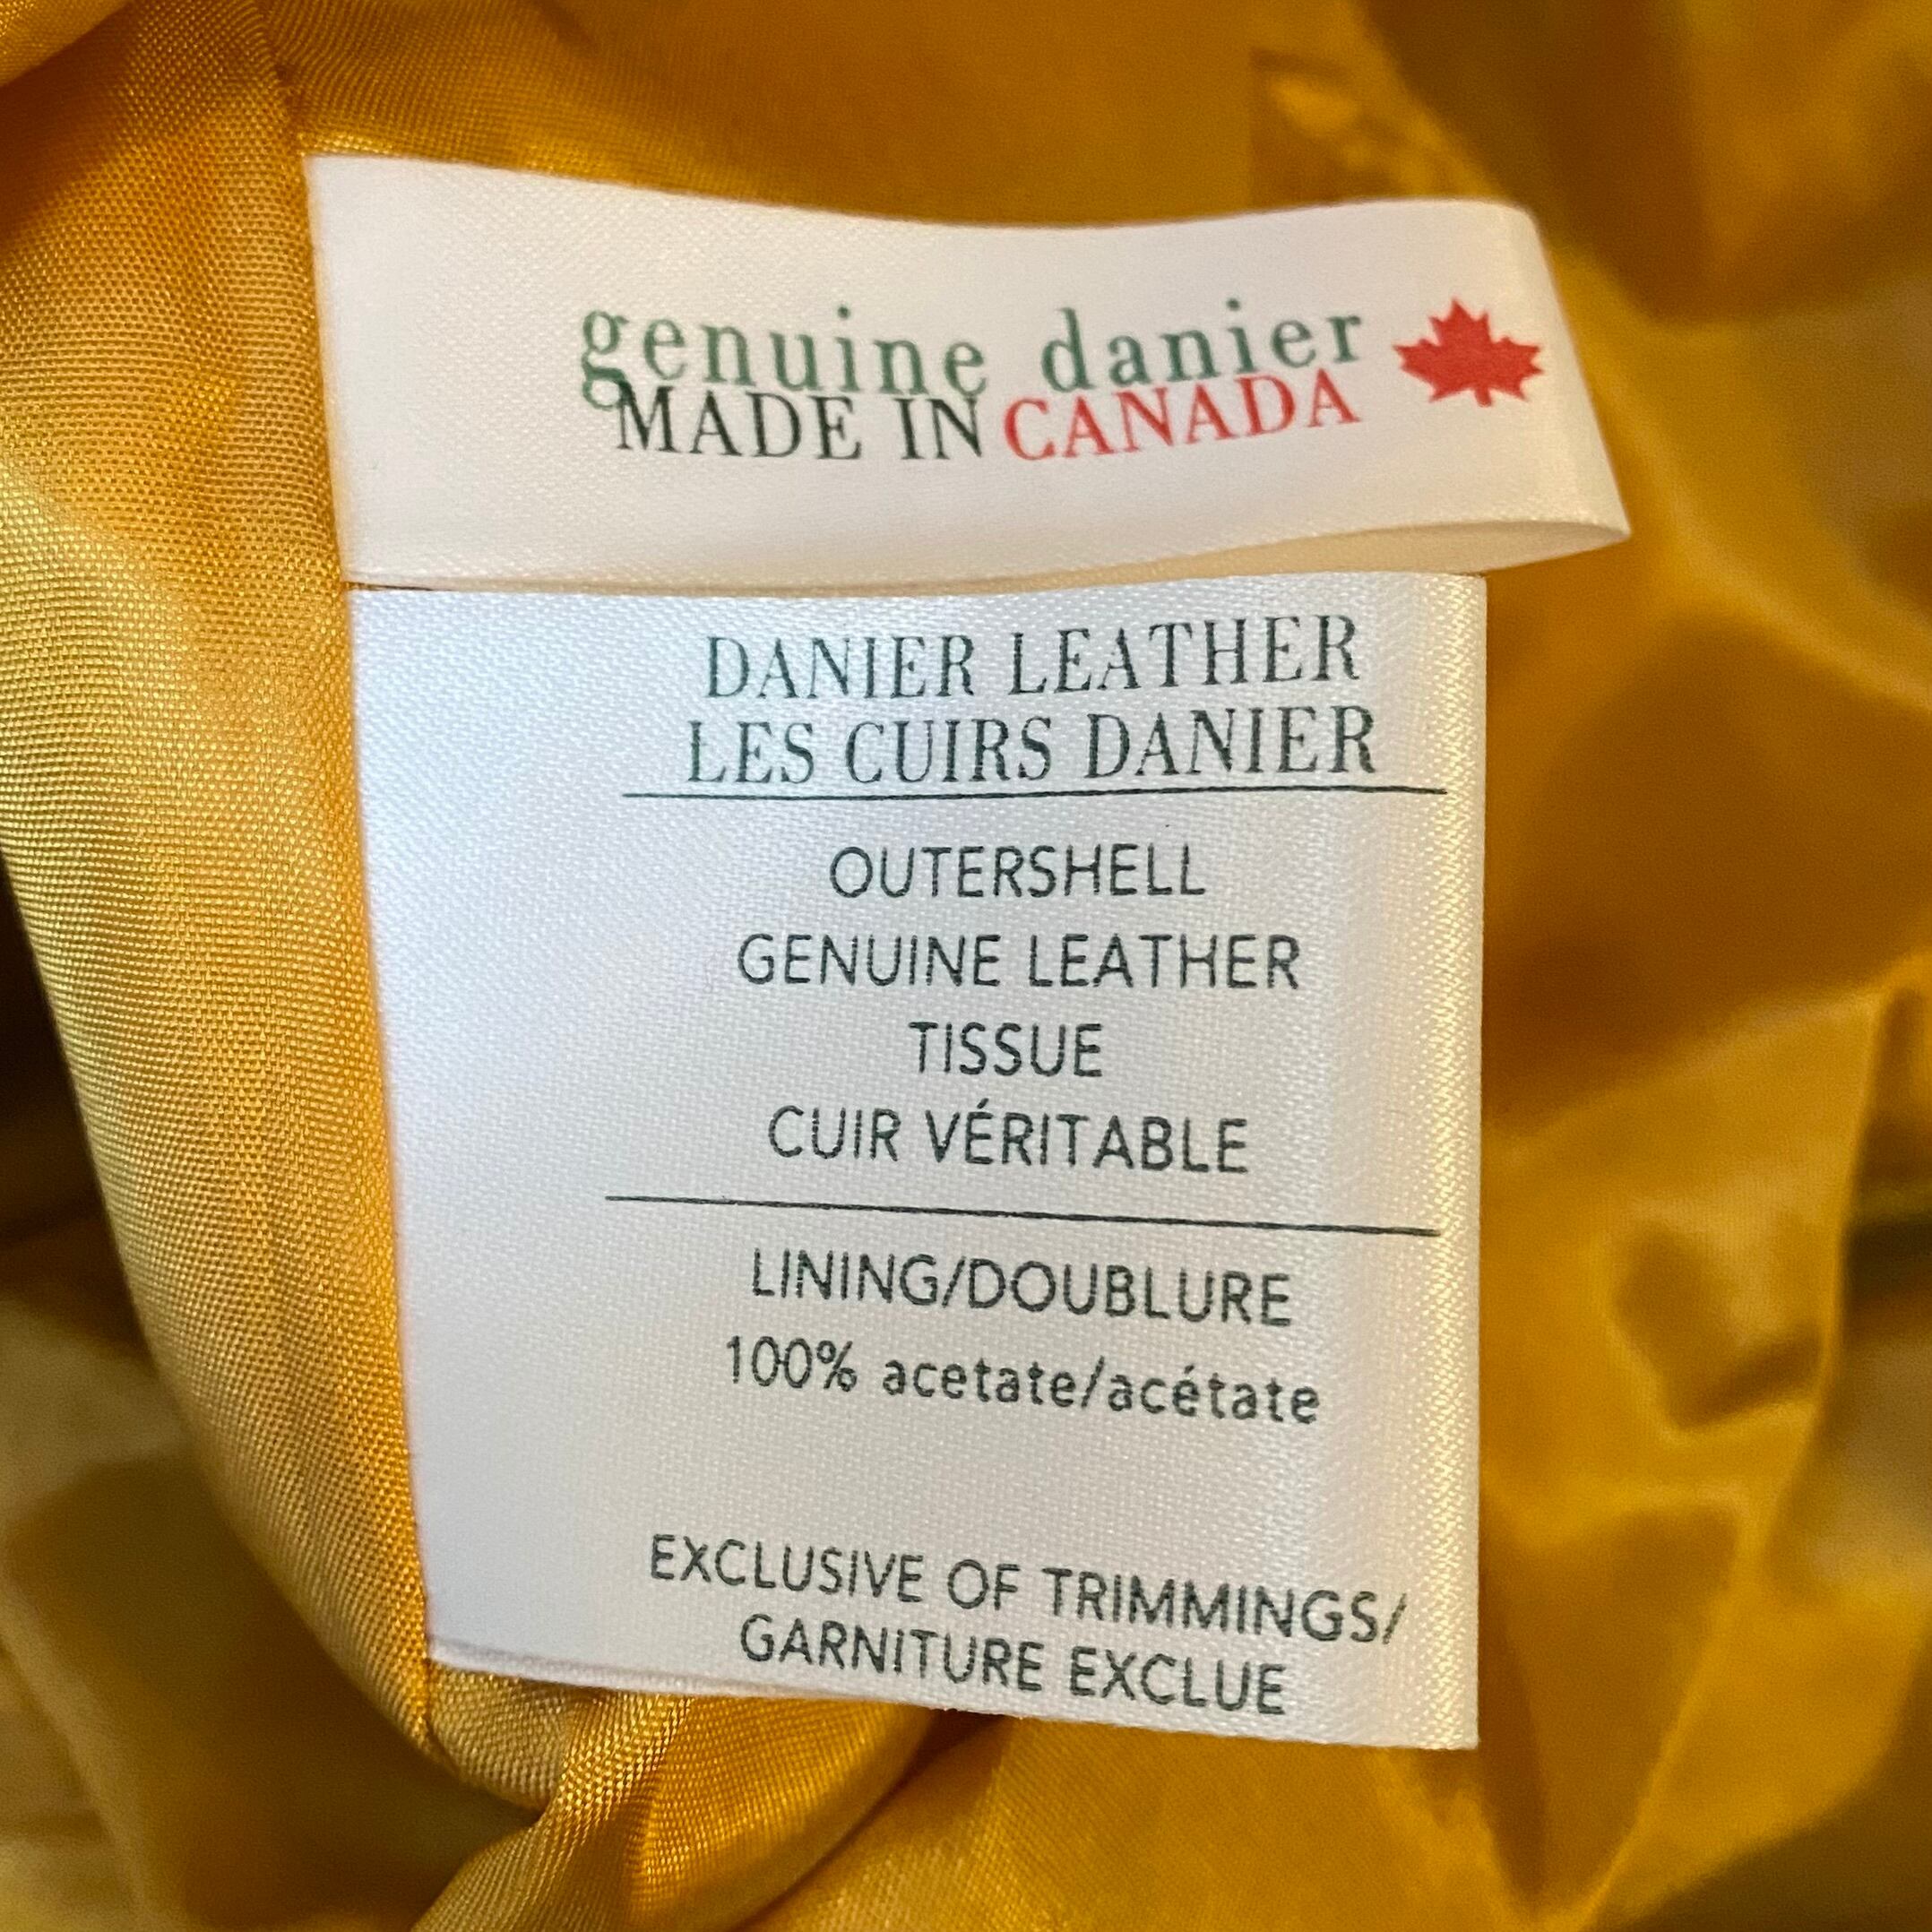 genuine danier
MADE IN CANADA
DANIER LEATHER
LES CUIRS DANIER
OUTERSHELL
GENUINE LEATHER
TISSUE
CUIR VÉRITABLE
LINING/DOUBLURE
100% acetate/acétate
EXCLUSIVE OF TRIMMINGS/
GARNITURE EXCLUE